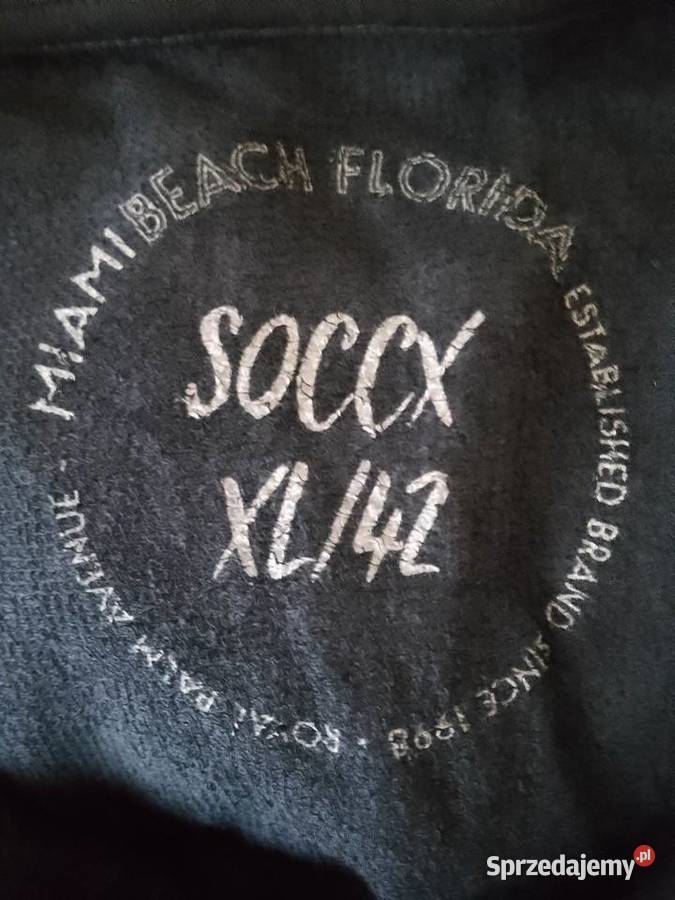 MIAMI BEACH FLORIDA
ESTABLISHED BRAND SINCE 1998
· ROYAL PALM AVENUE -
SOCCX
XL/42
Sprzedajemy.pl